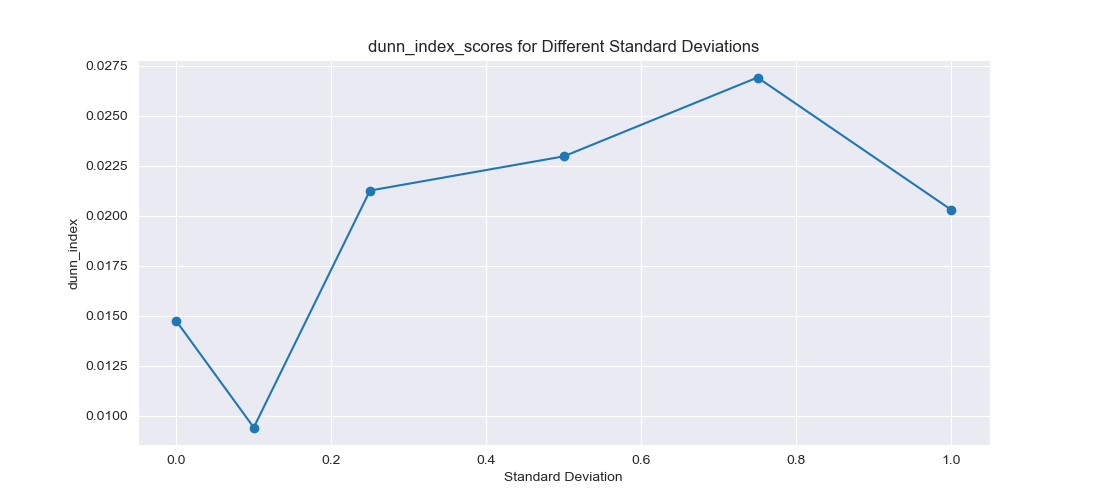 dunn_index_scores for Different Standard Deviations
0.0275
0.0250
0.0225
0.0200
0.0175
0.0150
0.0125
0.0100
dunn_index
0.0 0.2 0.4 0.6 0.8 1.0
Standard Deviation